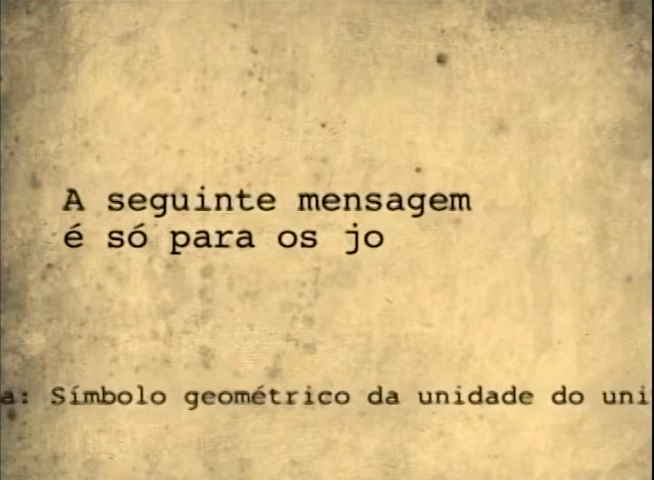 A seguinte mensagem
é só para os jo
a: Símbolo geométrico da unidade do uni